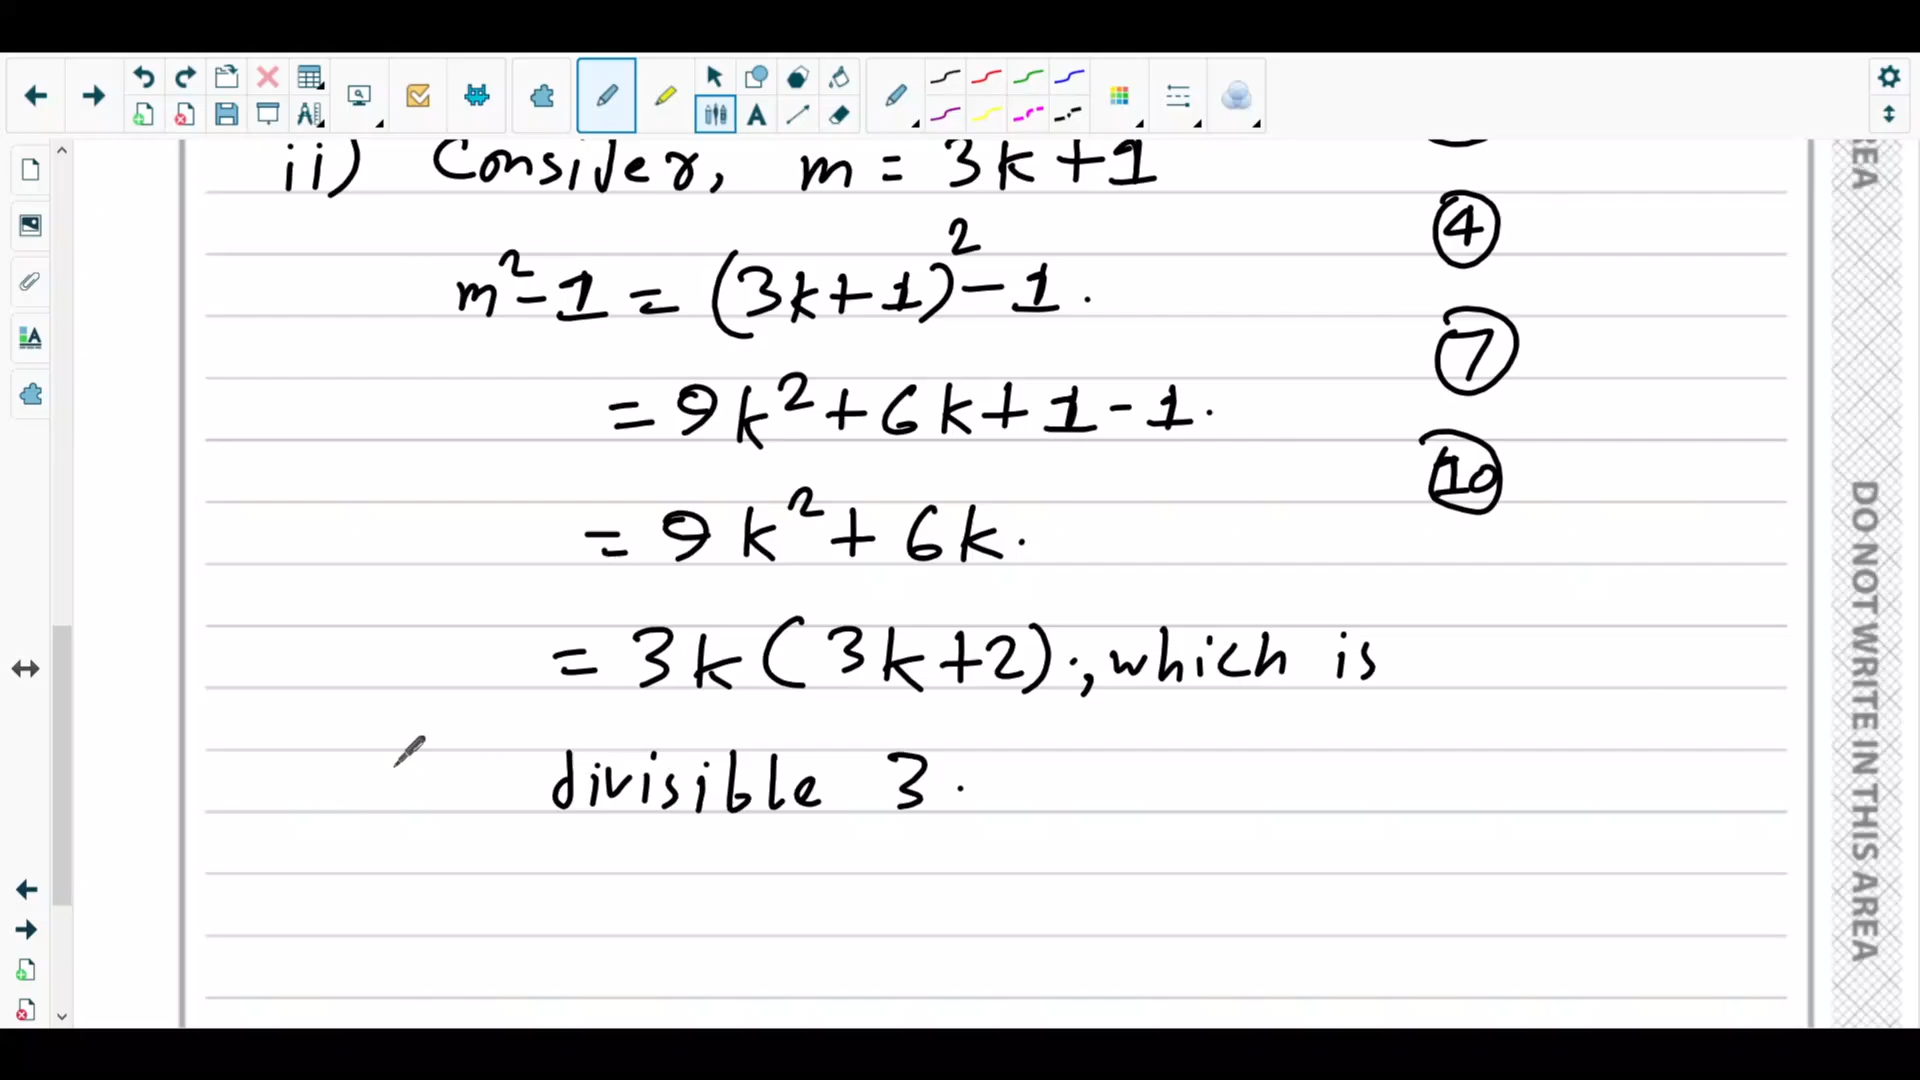 ii) Consider, m = 3k+1
m²-1 = (3k+1)²-1.
= 9k²+6k+1-1.
= 9k²+6k.
= 3k(3k+2)., which is
divisible 3.
4
7
10
EA
DO NOT WRITE IN THIS AREA